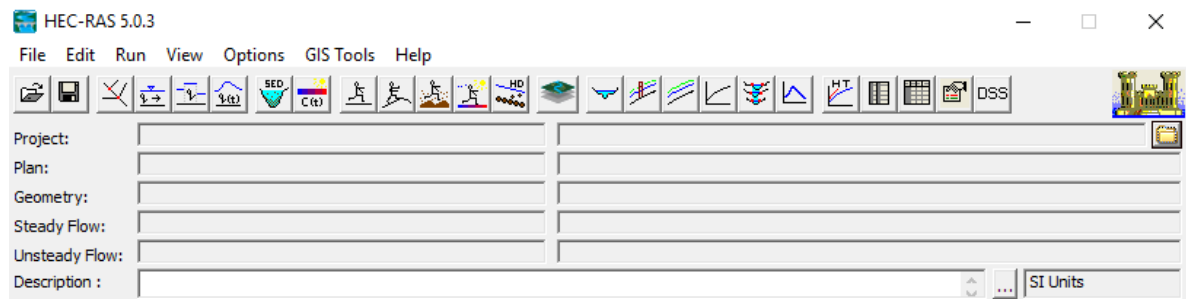 HEC-RAS 5.0.3
File Edit Run View Options GIS Tools Help
SED C(t) HD HT DSS
Project:
Plan:
Geometry:
Steady Flow:
Unsteady Flow:
Description : ... SI Units